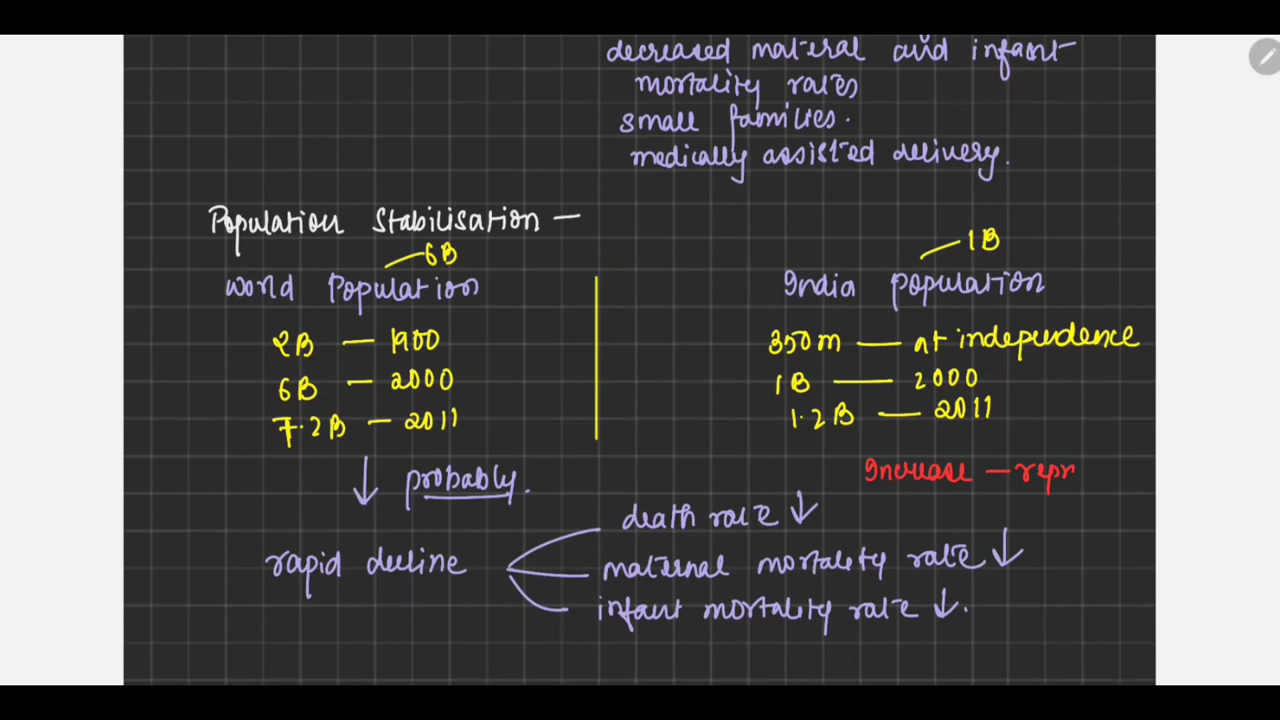 decreased materal and infant
mortality rates
small families.
medically assisted delivery.
Population Stabilisation —
6B
World Population
2B — 1900
6B — 2000
7.2B — 2011
1B
India population
350m — at independence
1B — 2000
1.2B — 2011
Increase — repr
↓ probably.
rapid decline
death rate ↓
maternal mortality rate ↓
infant mortality rate ↓.